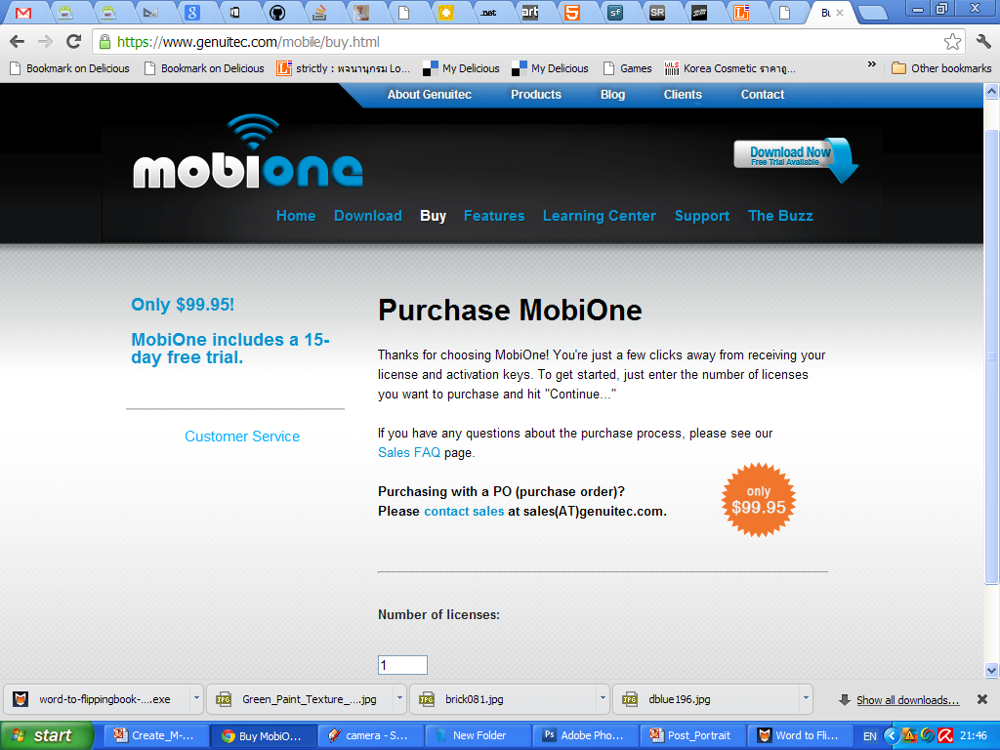 Bu
https://www.genuitec.com/mobile/buy.html
Bookmark on Delicious
Bookmark on Delicious
strictly : พจนานุกรม Lo...
My Delicious
My Delicious
Games
Korea Cosmetic ราคาถู...
Other bookmarks
About Genuitec
Products
Blog
Clients
Contact
mobione
Download Now
Free Trial Available
Home
Download
Buy
Features
Learning Center
Support
The Buzz
Only $99.95!
MobiOne includes a 15-
day free trial.
Customer Service
Purchase MobiOne
Thanks for choosing MobiOne! You're just a few clicks away from receiving your
license and activation keys. To get started, just enter the number of licenses
you want to purchase and hit "Continue..."
If you have any questions about the purchase process, please see our
Sales FAQ page.
Purchasing with a PO (purchase order)?
Please contact sales at sales(AT)genuitec.com.
only
$99.95
Number of licenses:
1
word-to-flippingbook-....exe
Green_Paint_Texture_....jpg
brick081.jpg
dblue196.jpg
Show all downloads...
start
Create_M-...
Buy MobiO...
camera - S...
New Folder
Adobe Pho...
Post_Portrait
Word to Fli...
EN
21:46